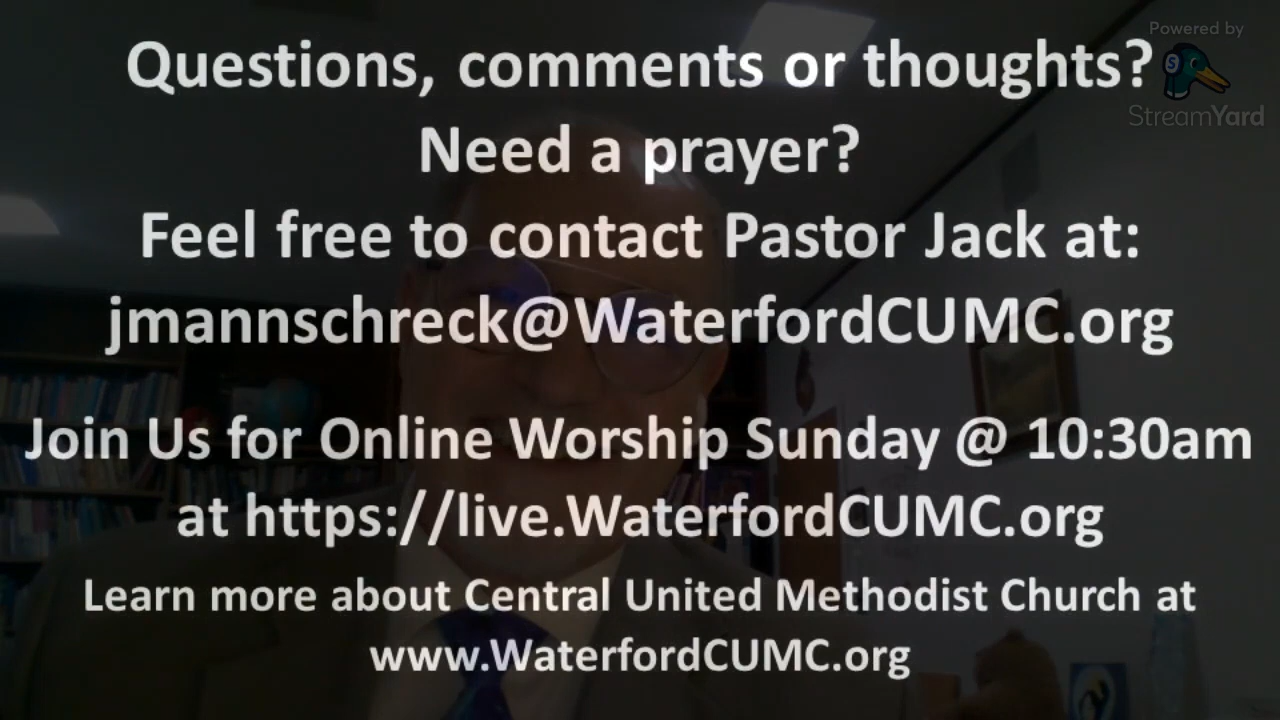 Powered by
StreamYard
Questions, comments or thoughts?
Need a prayer?
Feel free to contact Pastor Jack at:
jmannschreck@WaterfordCUMC.org
Join Us for Online Worship Sunday @ 10:30am
at https://live.WaterfordCUMC.org
Learn more about Central United Methodist Church at
www.WaterfordCUMC.org